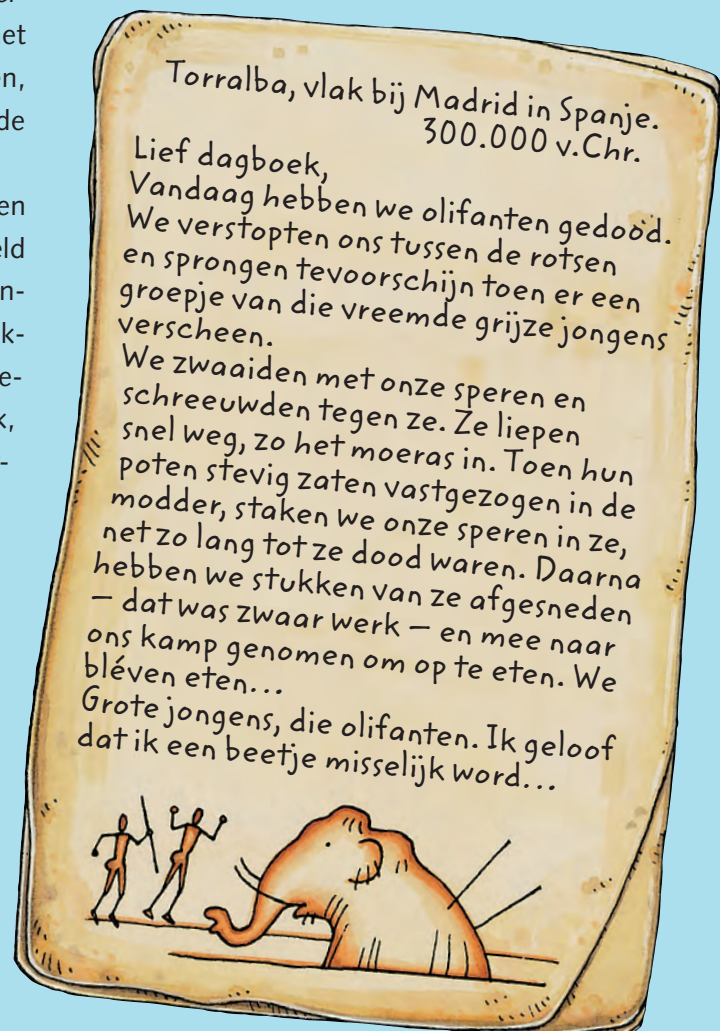 et
en,
de
en
eld
n-
k-
e-
k,
-
Torralba, vlak bij Madrid in Spanje.
300.000 v.Chr.
Lief dagboek,
Vandaag hebben we olifanten gedood.
We verstopten ons tussen de rotsen
en sprongen tevoorschijn toen er een
groepje van die vreemde grijze jongens
verscheen.
We zwaaiden met onze speren en
schreeuwden tegen ze. Ze liepen
snel weg, zo het moeras in. Toen hun
poten stevig zaten vastgezogen in de
modder, staken we onze speren in ze,
net zo lang tot ze dood waren. Daarna
hebben we stukken van ze afgesneden
– dat was zwaar werk – en mee naar
ons kamp genomen om op te eten. We
bléven eten...
Grote jongens, die olifanten. Ik geloof
dat ik een beetje misselijk word...